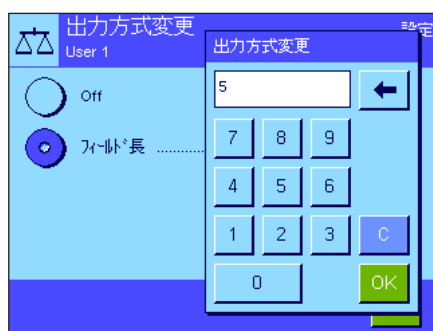 出力方式変更
User 1
設定
Off
フィールド長 ............
出力方式変更
5
7 8 9
4 5 6
1 2 3 C
0 OK